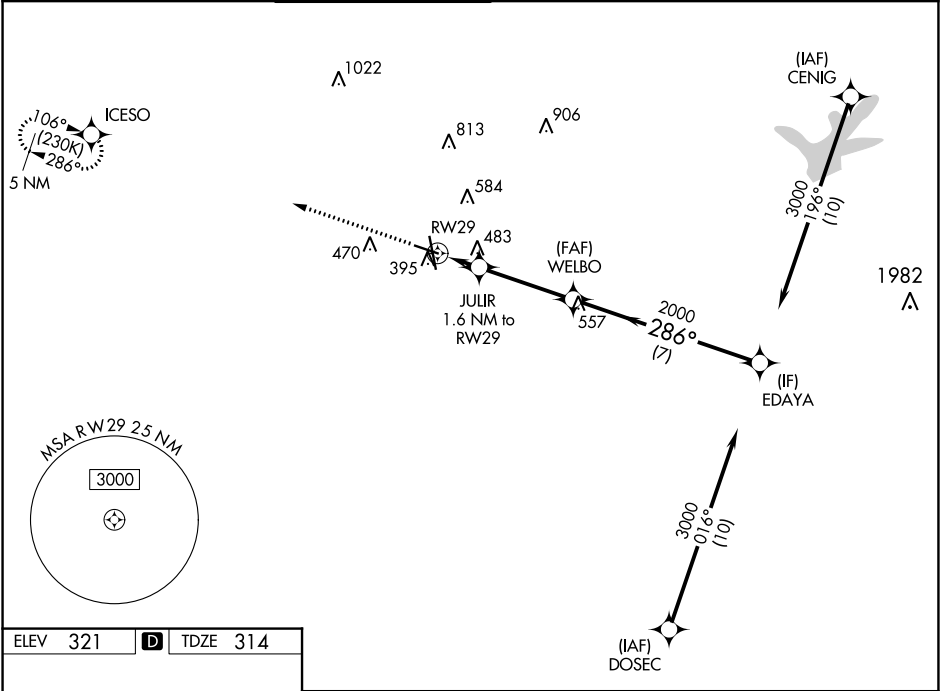 1022
(IAF)
CENIG
ICESO
106°
(230K)
286°
5 NM
813
906
584
3000
196°
(10)
RW29
483
470
395
(FAF)
WELBO
1982
JULIR
1.6 NM to
RW29
557
2000
286°
(7)
(IF)
EDAYA
MSA RW29 25 NM
3000
3000
016°
(10)
(IAF)
DOSEC
ELEV 321 D TDZE 314